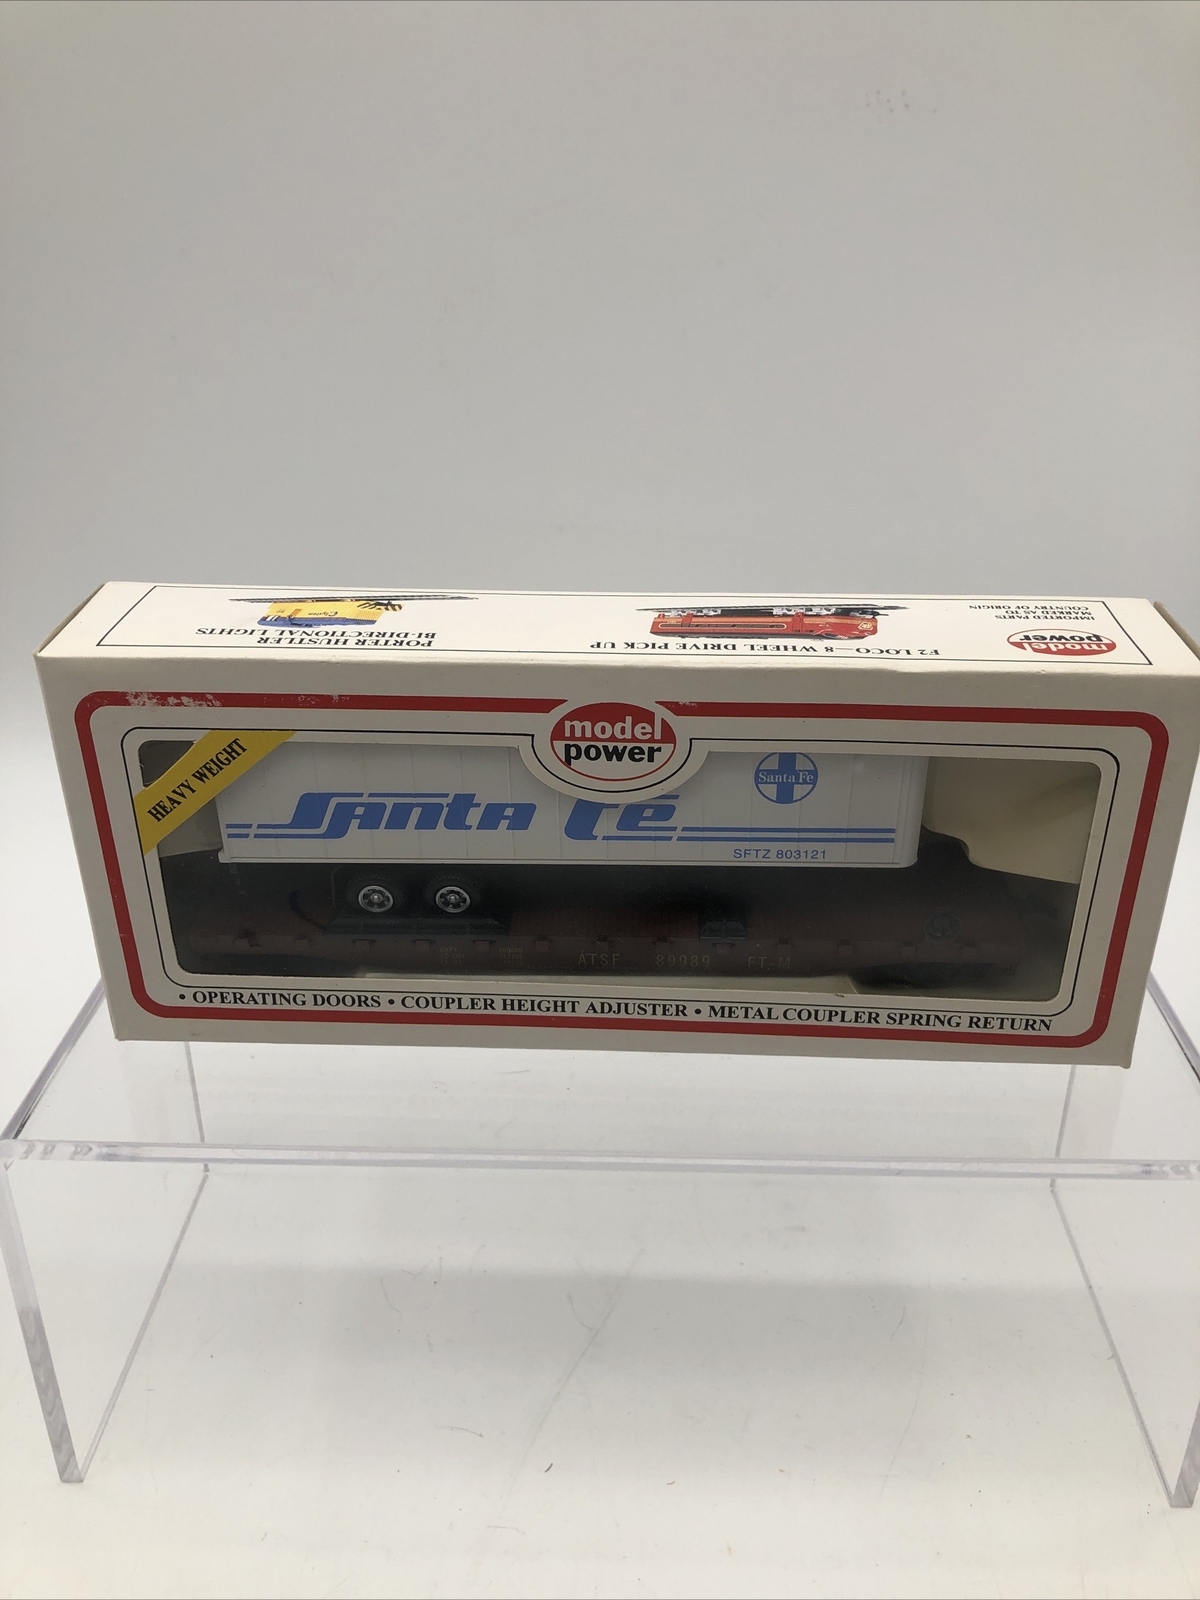 PORTER HUSTLER
BI-DIRECTIONAL LIGHTS
F2 LOCO—8 WHEEL DRIVE PICK UP
IMPORTED PARTS
MARKED AS TO
COUNTRY OF ORIGIN
model
power
HEAVY WEIGHT
model
power
Santa Fe
Santa Fe
SFTZ 803121
ATSF 89989 FT-M
• OPERATING DOORS • COUPLER HEIGHT ADJUSTER • METAL COUPLER SPRING RETURN